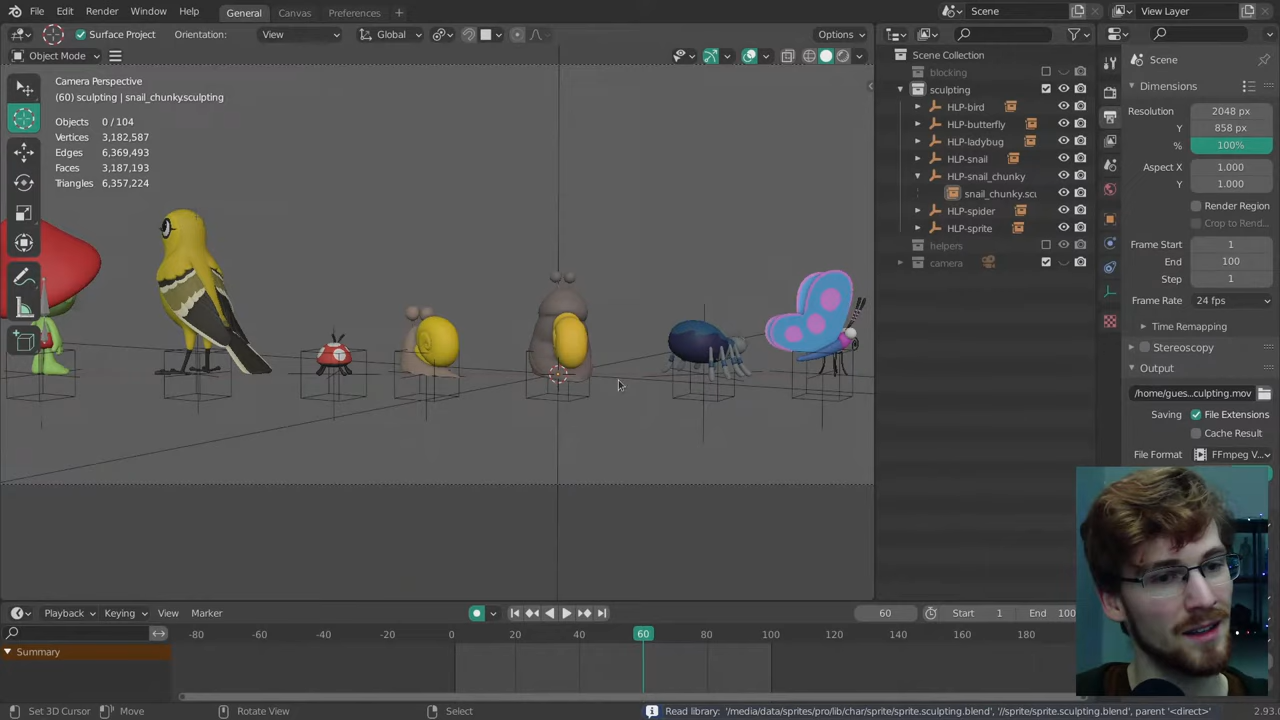 File Edit Render Window Help General Canvas Preferences + Scene View Layer
Surface Project Orientation: View Global Options
Object Mode
Camera Perspective
(60) sculpting | snail_chunky.sculpting
Objects 0 / 104
Vertices 3,182,587
Edges 6,369,493
Faces 3,187,193
Triangles 6,357,224
Scene Collection
blocking
sculpting
HLP-bird
HLP-butterfly
HLP-ladybug
HLP-snail
HLP-snail_chunky
snail_chunky.scu
HLP-spider
HLP-sprite
helpers
camera
Scene
Dimensions
Resolution 2048 px
Y 858 px
% 100%
Aspect X 1.000
Y 1.000
Render Region
Crop to Rend..
Frame Start 1
End 100
Step 1
Frame Rate 24 fps
Time Remapping
Stereoscopy
Output
/home/gues...culpting.mov
Saving File Extensions
Cache Result
File Format FFmpeg V...
Playback Keying View Marker 60 Start 1 End 100
-80 -60 -40 -20 0 20 40 60 80 100 120 140 160 180
Summary
Set 3D Cursor Move Rotate View Select Read library: '/media/data/sprites/pro/lib/char/sprite/sprite.sculpting.blend', '//sprite/sprite.sculpting.blend', parent '<direct>' 2.93.0